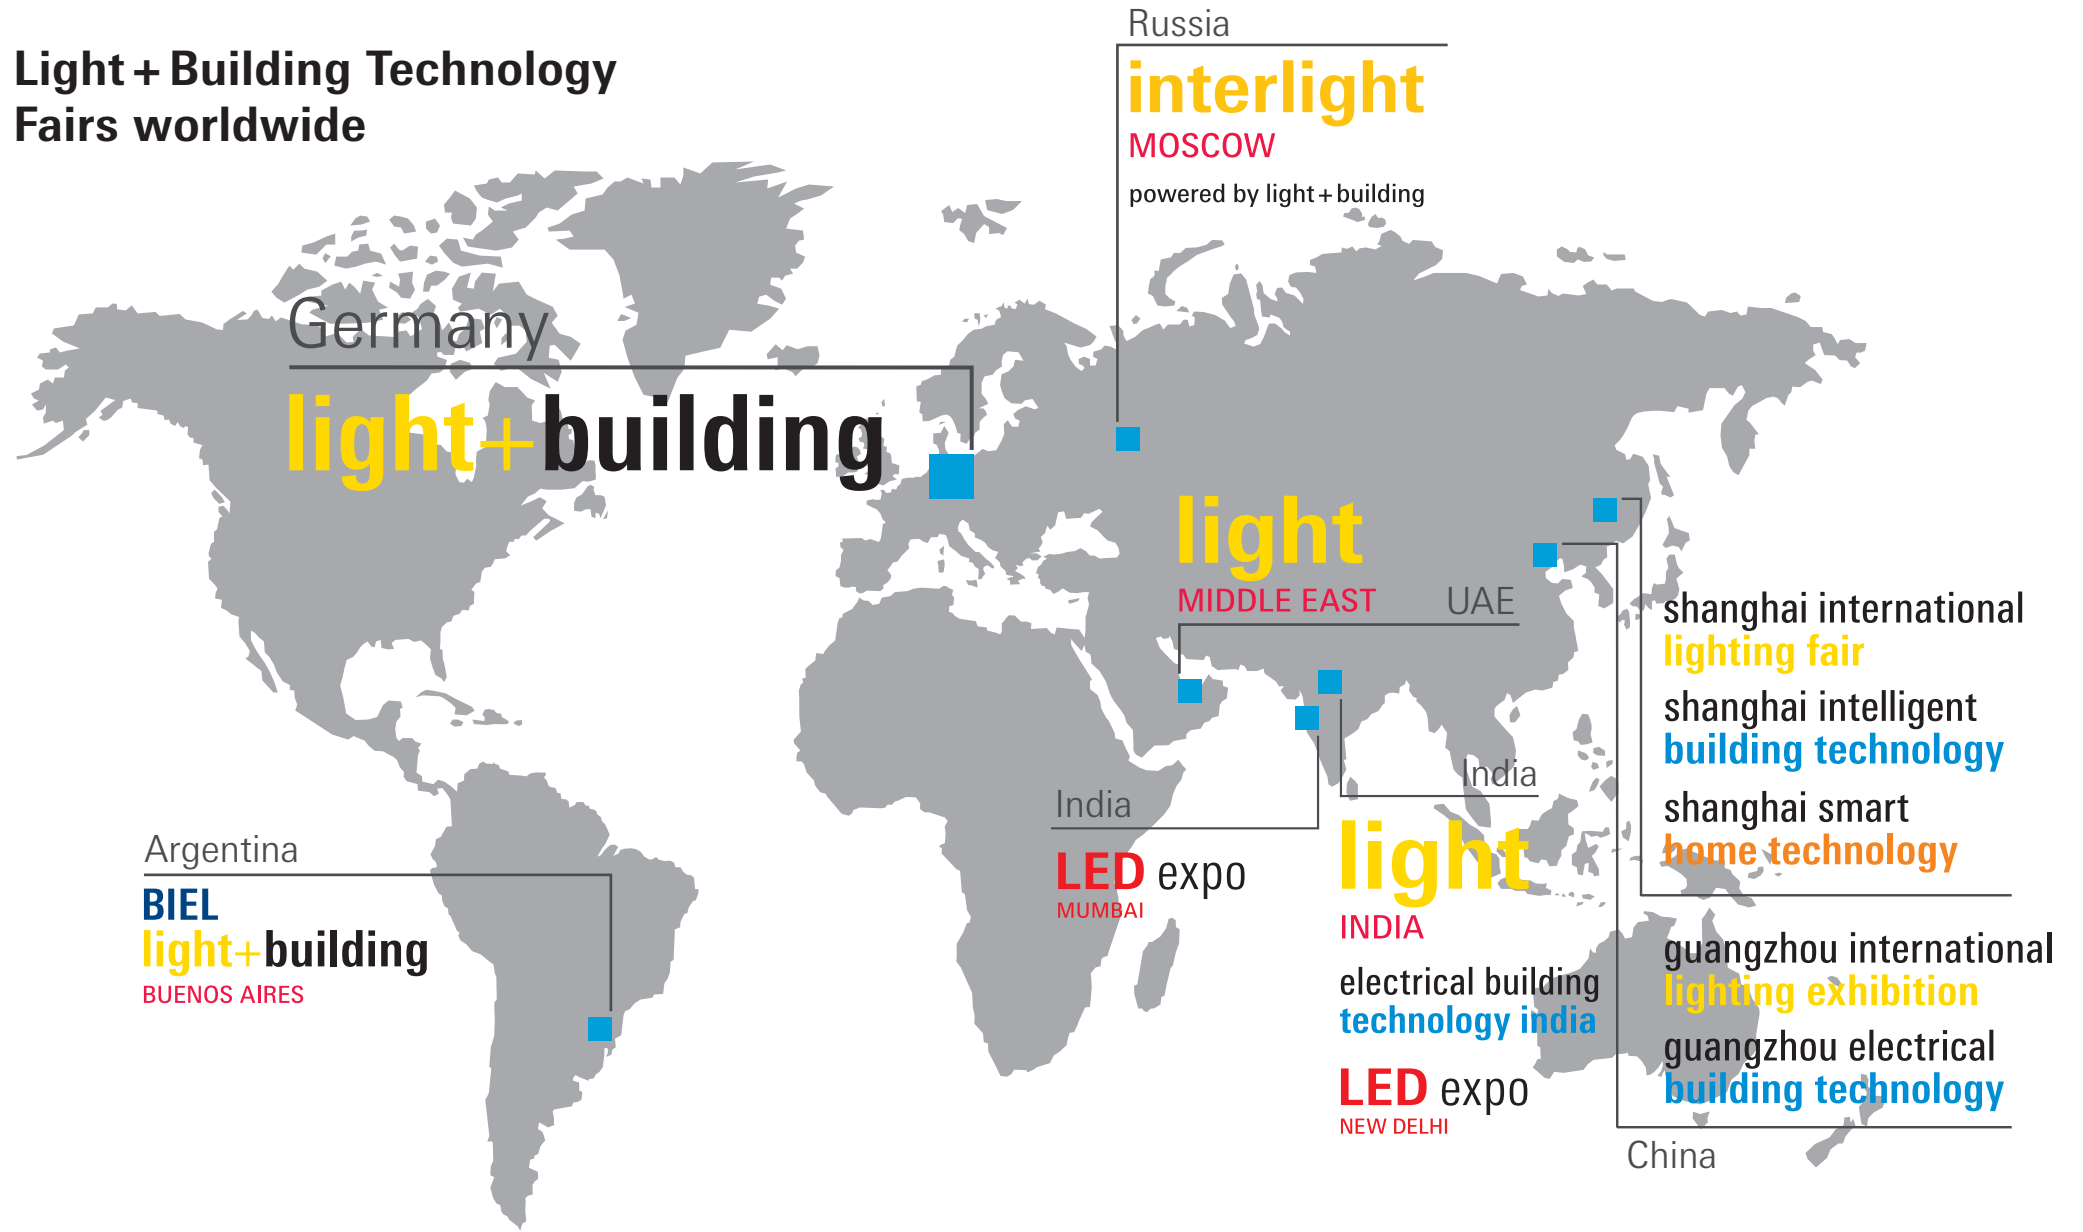 Light + Building Technology
Fairs worldwide
Russia
interlight
MOSCOW
powered by light + building
Germany
light+building
light
MIDDLE EAST
UAE
shanghai international
lighting fair
shanghai intelligent
building technology
shanghai smart
home technology
India
LED expo
MUMBAI
India
light
INDIA
electrical building
technology india
LED expo
NEW DELHI
Argentina
BIEL
light+building
BUENOS AIRES
guangzhou international
lighting exhibition
guangzhou electrical
building technology
China